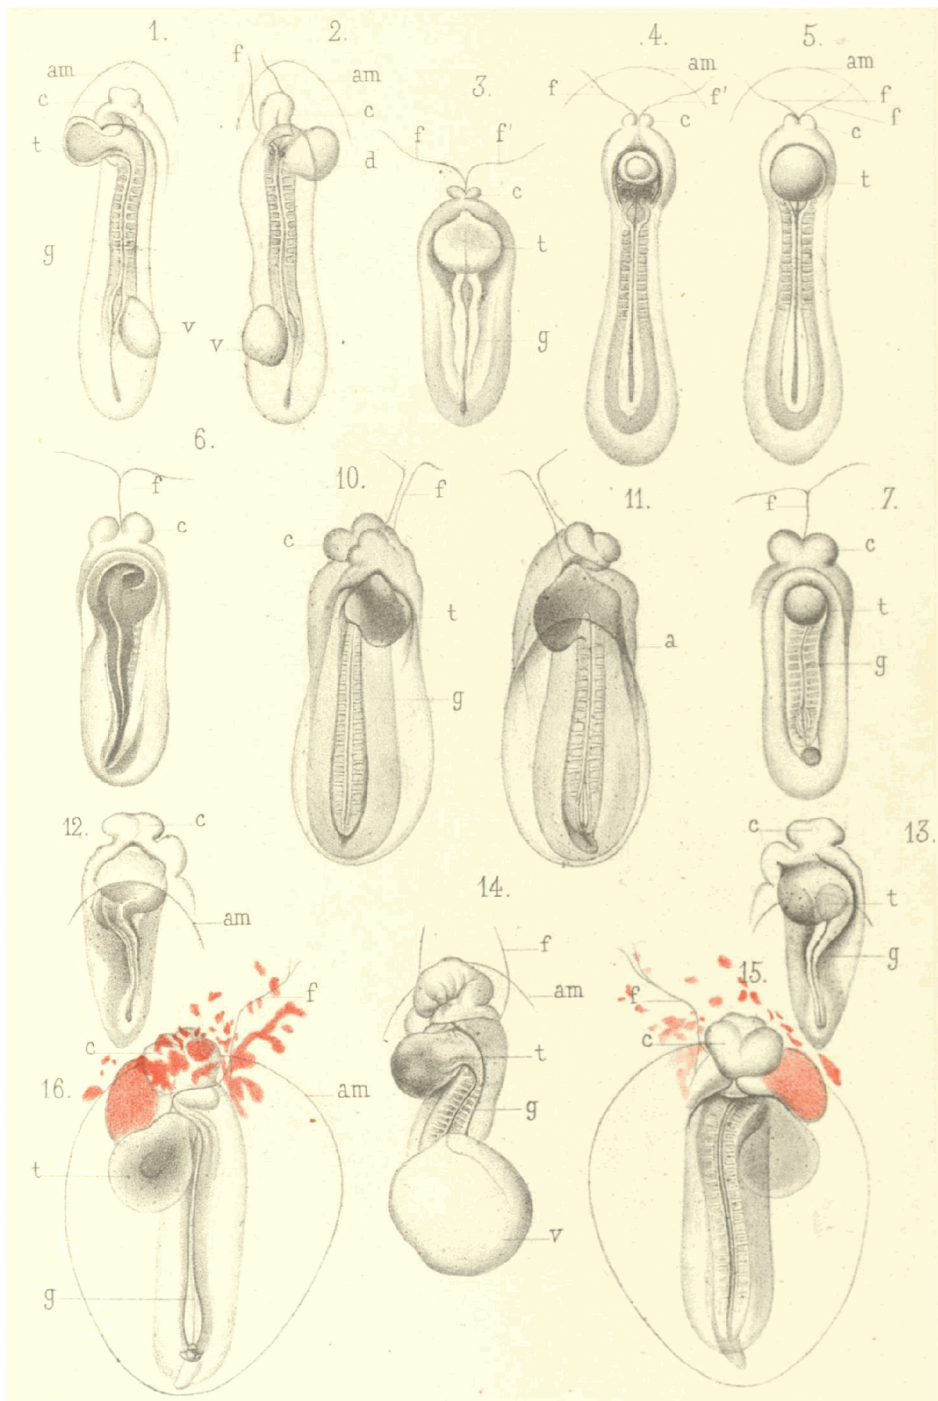 1. 2. .4. 5.
f
am am am am
c 3. f f' f
c f
t d f f' c c
c t
g t
v v g
6.
f 10. f 11. 7.
f
c c c
t t
a
g g
12. c c 13.
14.
am t
f g
am
f f 15.
c t c
16. am g
t
v
g